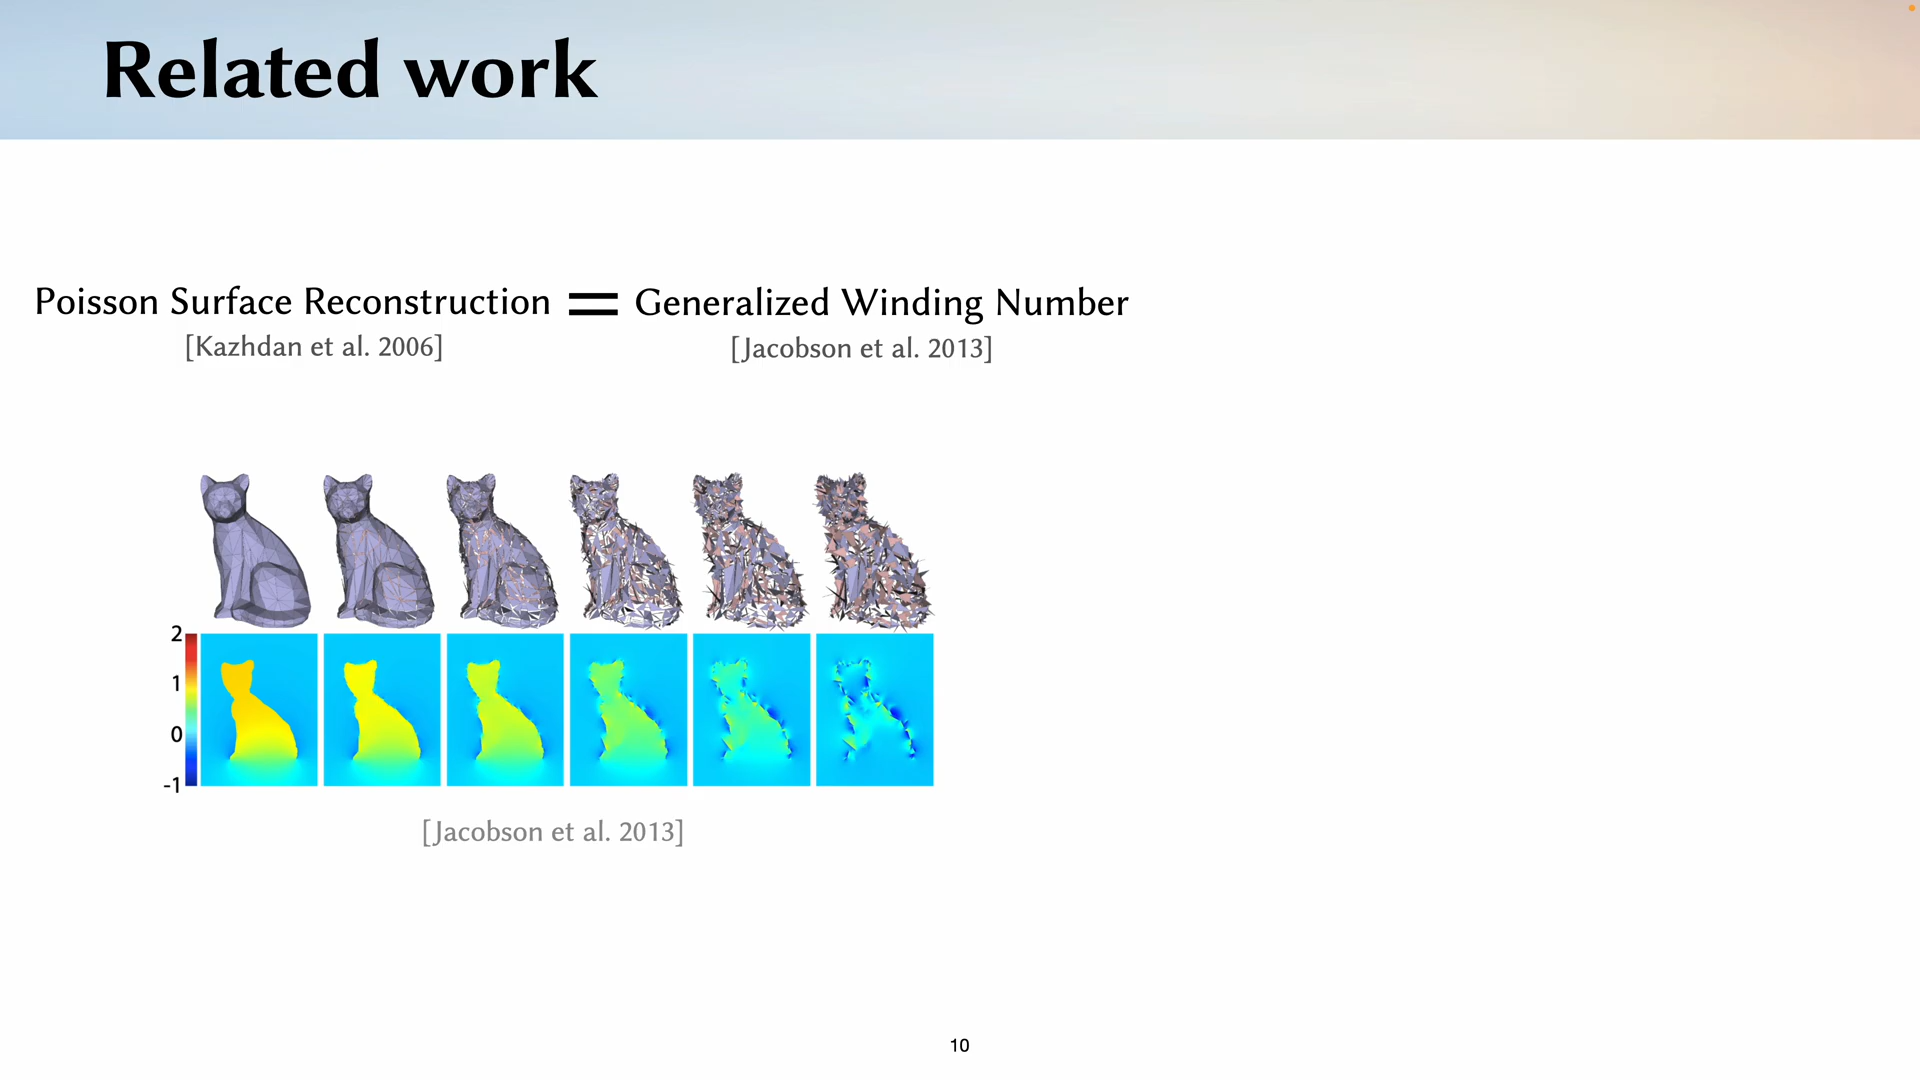 Related work
Poisson Surface Reconstruction = Generalized Winding Number
[Kazhdan et al. 2006] [Jacobson et al. 2013]
2
1
0
-1
[Jacobson et al. 2013]
10